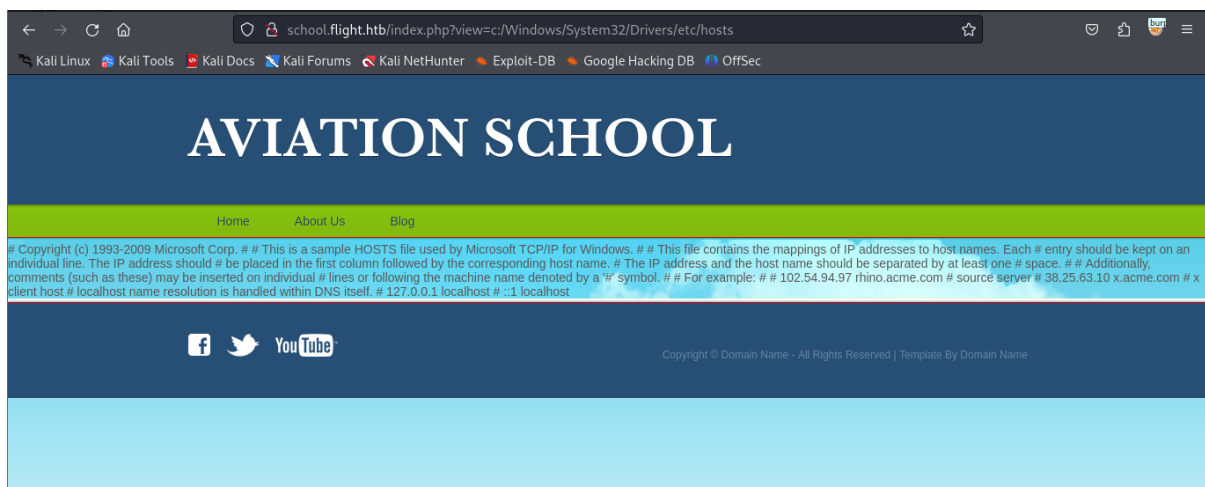 school.flight.htb/index.php?view=c:/Windows/System32/Drivers/etc/hosts
Kali Linux Kali Tools Kali Docs Kali Forums Kali NetHunter Exploit-DB Google Hacking DB OffSec
AVIATION SCHOOL
Home About Us Blog
# Copyright (c) 1993-2009 Microsoft Corp. # # This is a sample HOSTS file used by Microsoft TCP/IP for Windows. # # This file contains the mappings of IP addresses to host names. Each # entry should be kept on an
individual line. The IP address should # be placed in the first column followed by the corresponding host name. # The IP address and the host name should be separated by at least one # space. # # Additionally,
comments (such as these) may be inserted on individual # lines or following the machine name denoted by a '#' symbol. # # For example: # # 102.54.94.97 rhino.acme.com # source server # 38.25.63.10 x.acme.com # x
client host # localhost name resolution is handled within DNS itself. # 127.0.0.1 localhost # ::1 localhost
f YouTube
Copyright © Domain Name - All Rights Reserved | Template By Domain Name